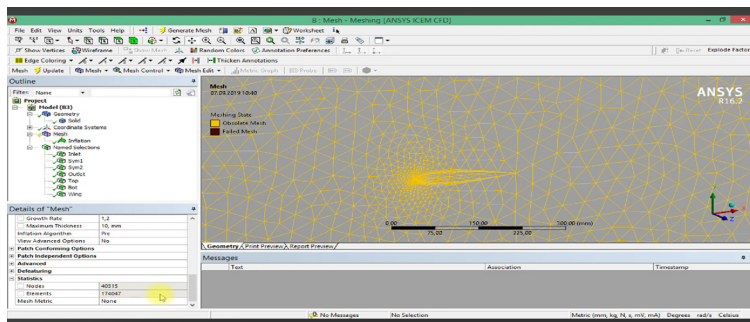 B : Mesh - Meshing [ANSYS ICEM CFD]
File Edit View Units Tools Help Generate Mesh Worksheet
Show Vertices Wireframe Show Mesh Random Colors Annotation Preferences Explode Factor
Edge Coloring Thicken Annotations
Mesh Update Mesh Mesh Control Mesh Edit Metric Graph Probe
Outline
Filter: Name
Project
Model (B3)
Geometry
Solid
Coordinate Systems
Mesh
Inflation
Named Selections
Inlet
Sym1
Sym2
Outlet
Top
Bot
Wing
Details of "Mesh"
Growth Rate 1,2
Maximum Thickness 10, mm
Inflation Algorithm Pre
View Advanced Options No
Patch Conforming Options
Patch Independent Options
Advanced
Defeaturing
Statistics
Nodes 40315
Elements 174047
Mesh Metric None
Mesh
07.09.2019 18:40
Meshing State
Obsolete Mesh
Failed Mesh
ANSYS
R16.2
0,00 150,00 300,00 (mm)
75,00 225,00
X
Z
Geometry Print Preview Report Preview
Messages
Text Association Timestamp
No Messages No Selection Metric (mm, kg, N, s, mV, mA) Degrees rad/s Celsius